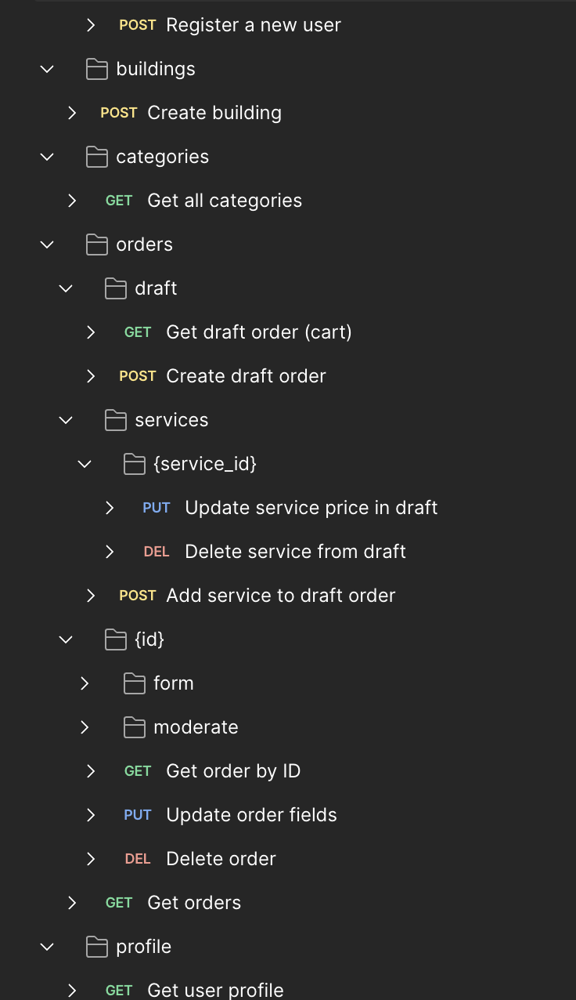 POST Register a new user
buildings
POST Create building
categories
GET Get all categories
orders
draft
GET Get draft order (cart)
POST Create draft order
services
{service_id}
PUT Update service price in draft
DEL Delete service from draft
POST Add service to draft order
{id}
form
moderate
GET Get order by ID
PUT Update order fields
DEL Delete order
GET Get orders
profile
GET Get user profile